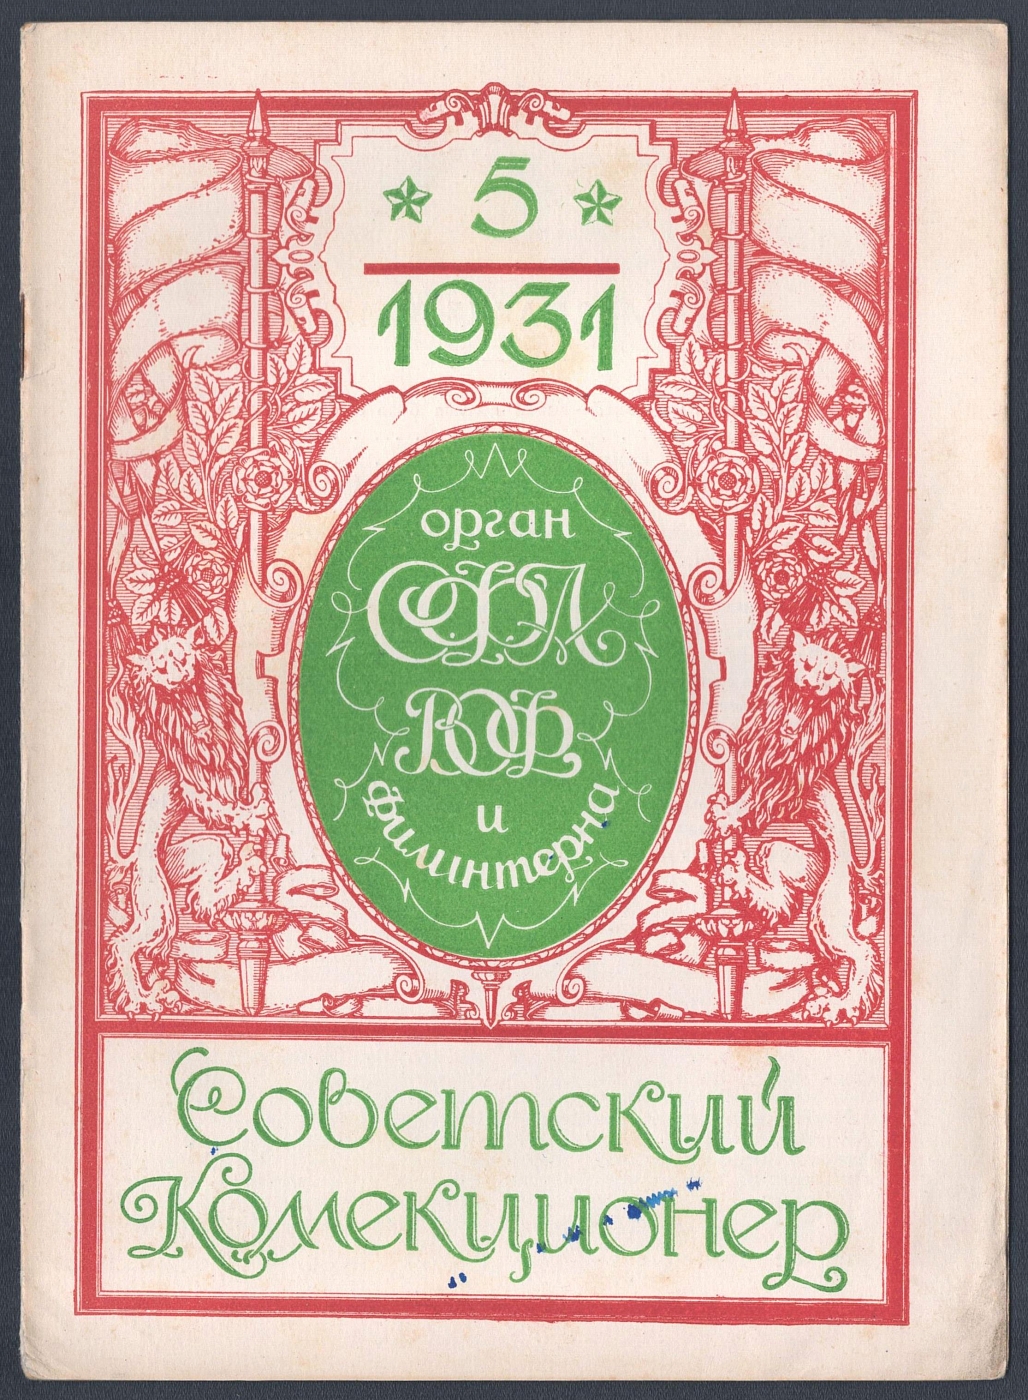 5
1931
орган
СФА
ВОФ
и
Филинтерна
Советский
Коллекционер